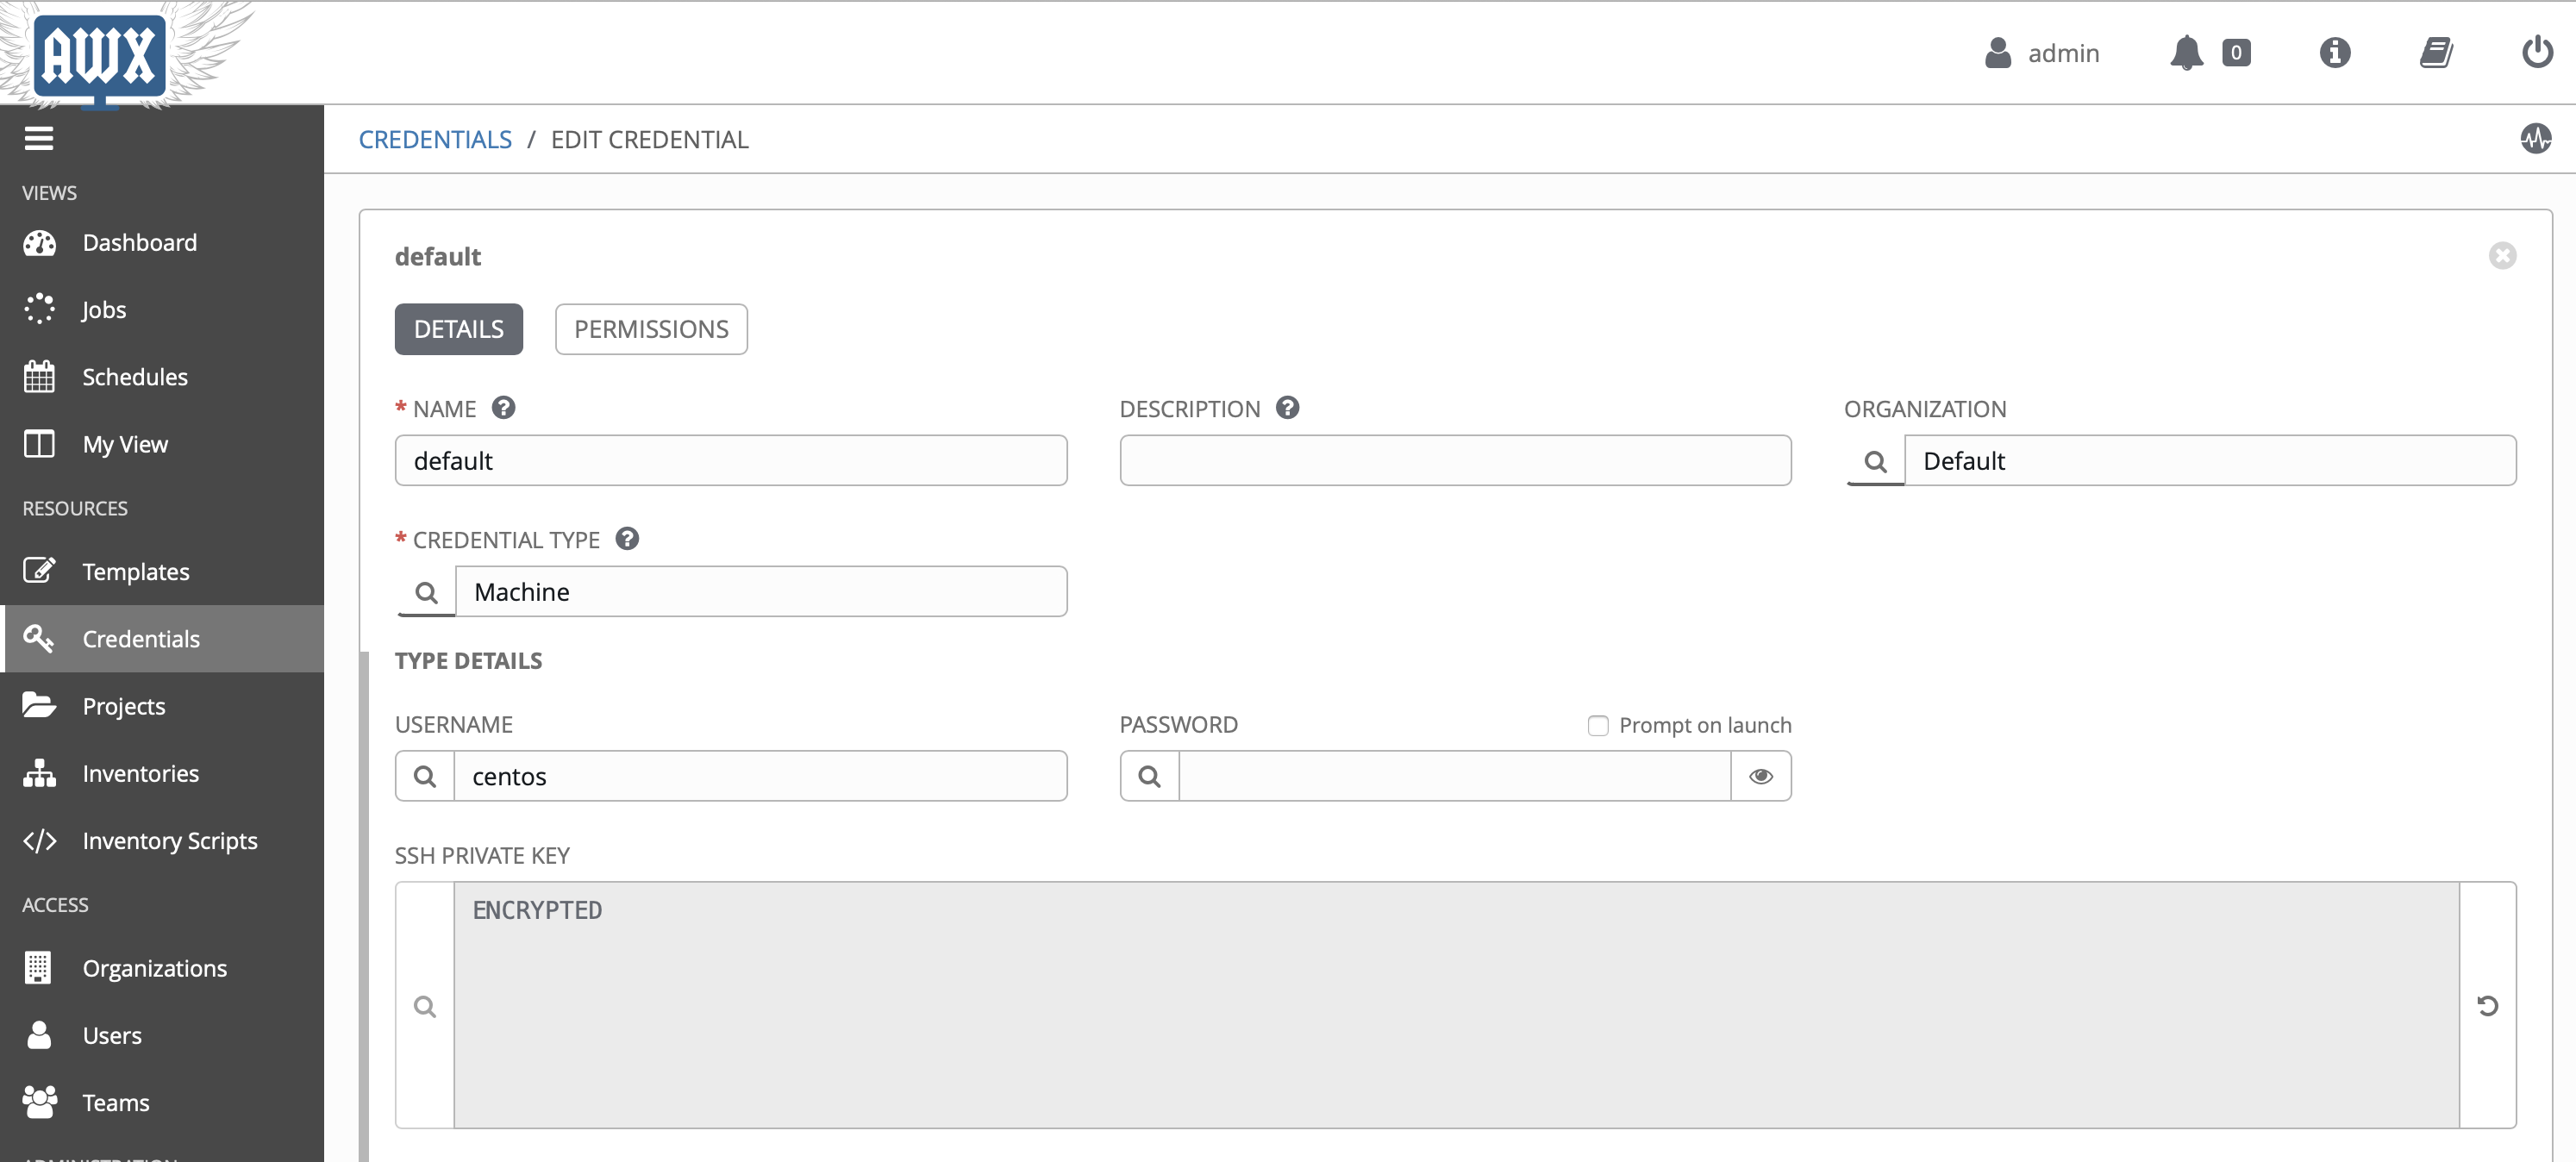 AWX
admin
0
CREDENTIALS / EDIT CREDENTIAL
VIEWS
Dashboard
Jobs
Schedules
My View
RESOURCES
Templates
Credentials
Projects
Inventories
Inventory Scripts
ACCESS
Organizations
Users
Teams
ADMINISTRATION
default
DETAILS PERMISSIONS
* NAME ? DESCRIPTION ? ORGANIZATION
default Default
* CREDENTIAL TYPE ?
Machine
TYPE DETAILS
USERNAME PASSWORD Prompt on launch
centos
SSH PRIVATE KEY
ENCRYPTED